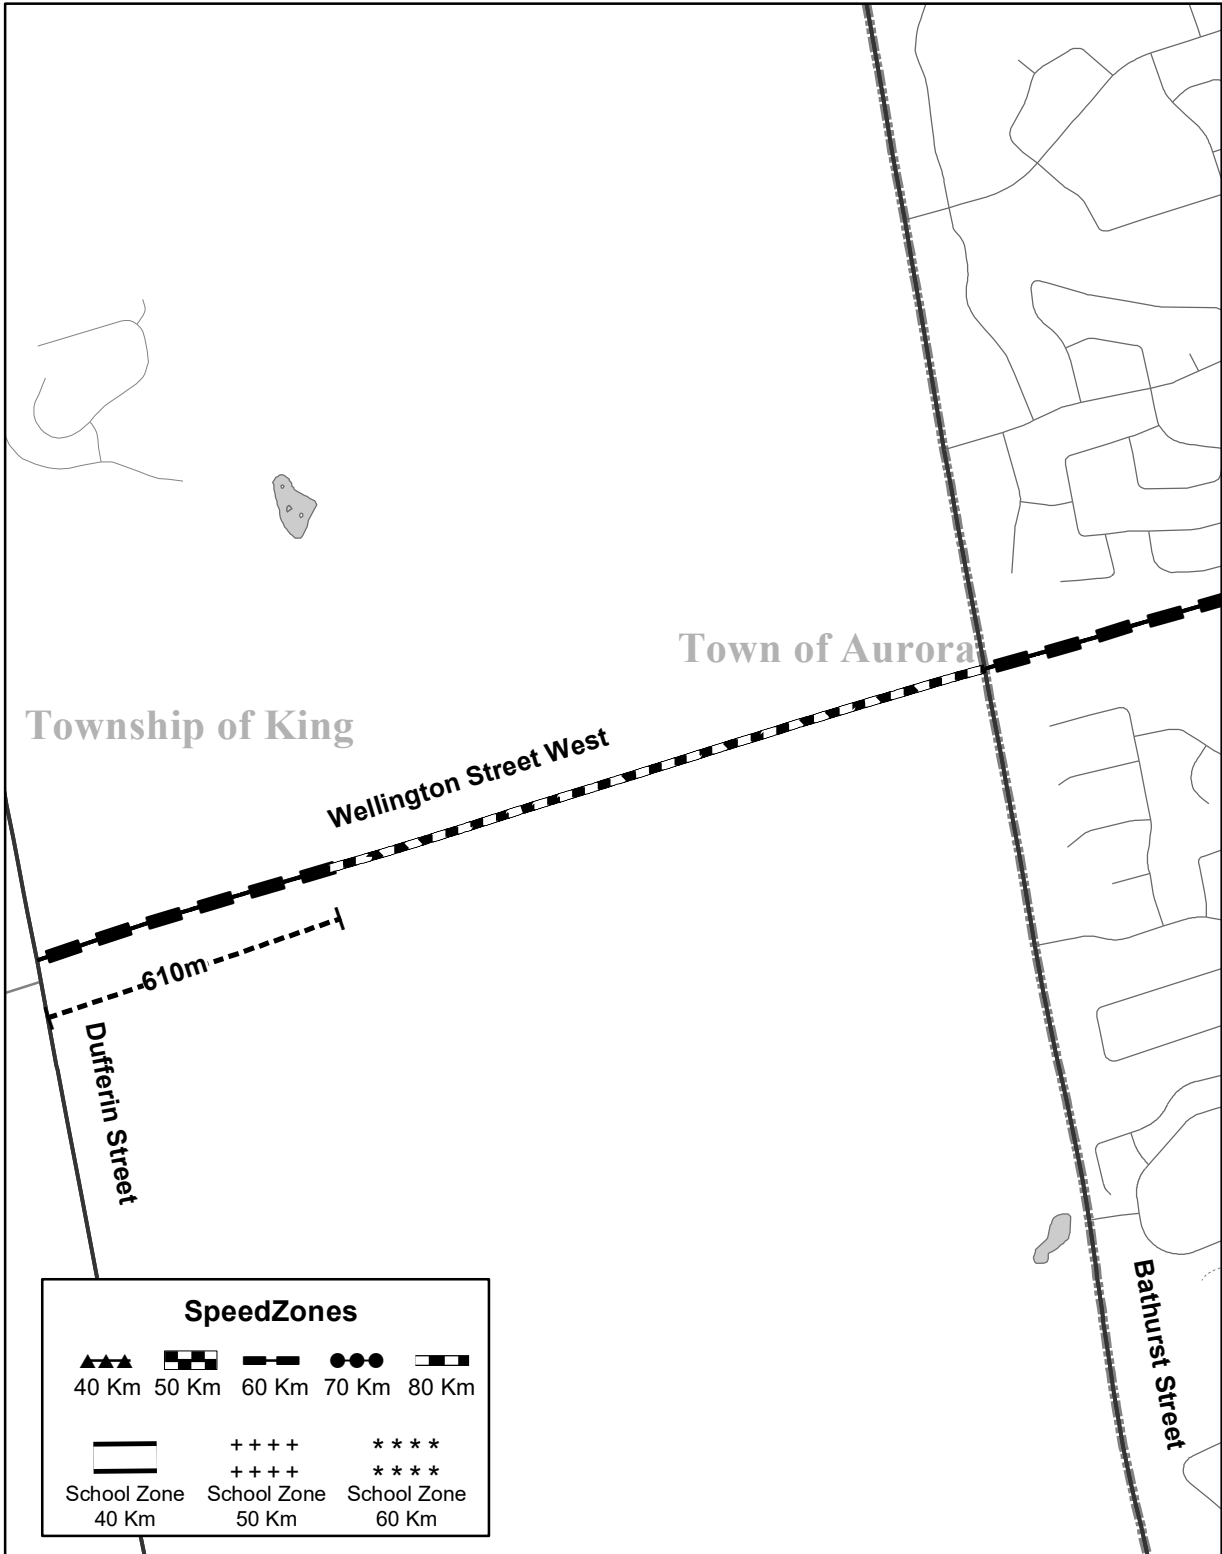 Town of Aurora
Township of King
Wellington Street West
610m
Dufferin Street
Bathurst Street
SpeedZones
40 Km 50 Km 60 Km 70 Km 80 Km
++++ ****
++++ ****
School Zone School Zone School Zone
40 Km 50 Km 60 Km